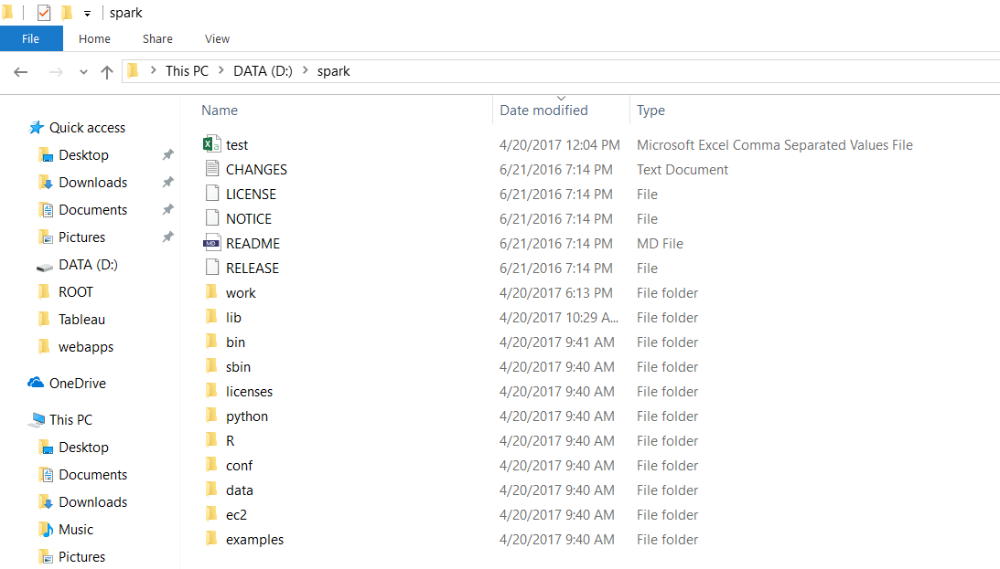 spark
File Home Share View
This PC DATA (D:) spark
Name Date modified Type
Quick access
Desktop
Downloads
Documents
Pictures
DATA (D:)
ROOT
Tableau
webapps
OneDrive
This PC
Desktop
Documents
Downloads
Music
Pictures
test 4/20/2017 12:04 PM Microsoft Excel Comma Separated Values File
CHANGES 6/21/2016 7:14 PM Text Document
LICENSE 6/21/2016 7:14 PM File
NOTICE 6/21/2016 7:14 PM File
MD README 6/21/2016 7:14 PM MD File
RELEASE 6/21/2016 7:14 PM File
work 4/20/2017 6:13 PM File folder
lib 4/20/2017 10:29 A... File folder
bin 4/20/2017 9:41 AM File folder
sbin 4/20/2017 9:40 AM File folder
licenses 4/20/2017 9:40 AM File folder
python 4/20/2017 9:40 AM File folder
R 4/20/2017 9:40 AM File folder
conf 4/20/2017 9:40 AM File folder
data 4/20/2017 9:40 AM File folder
ec2 4/20/2017 9:40 AM File folder
examples 4/20/2017 9:40 AM File folder